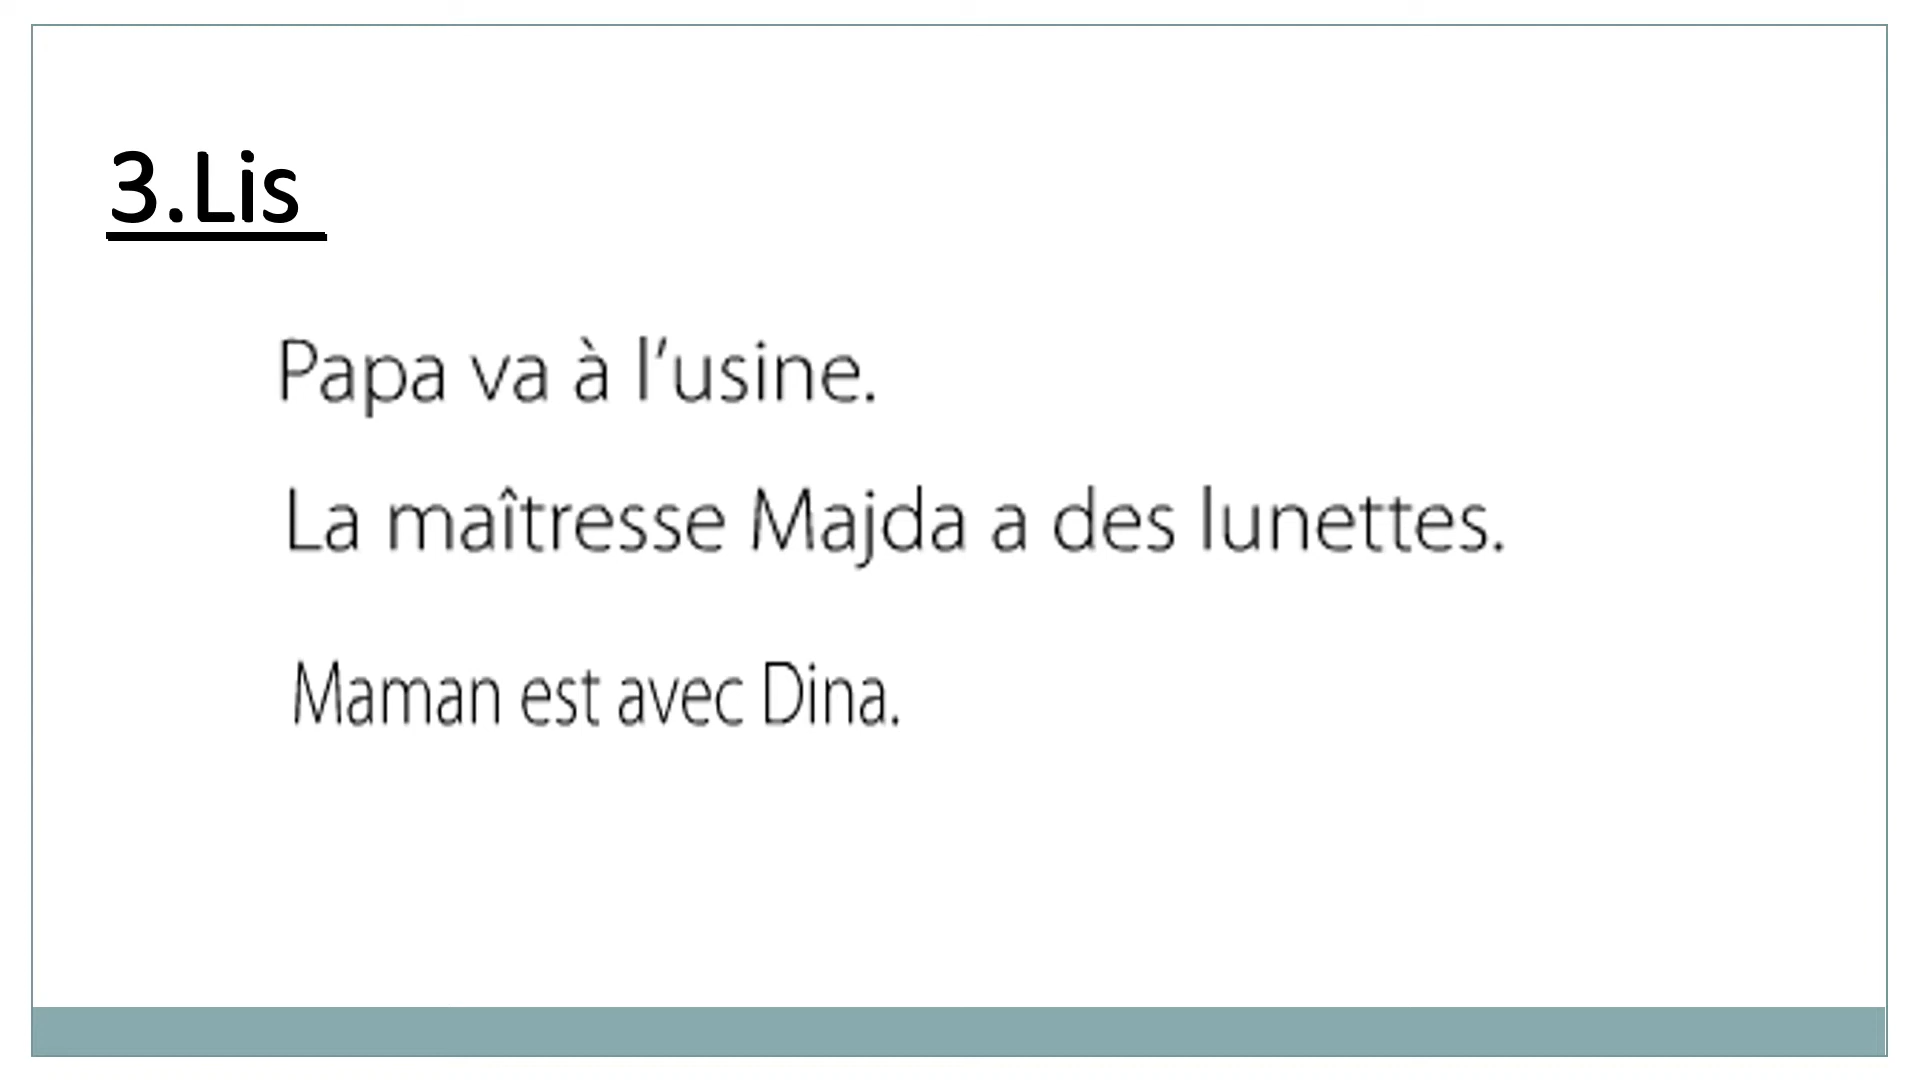 3.Lis
Papa va à l’usine.
La maîtresse Majda a des lunettes.
Maman est avec Dina.